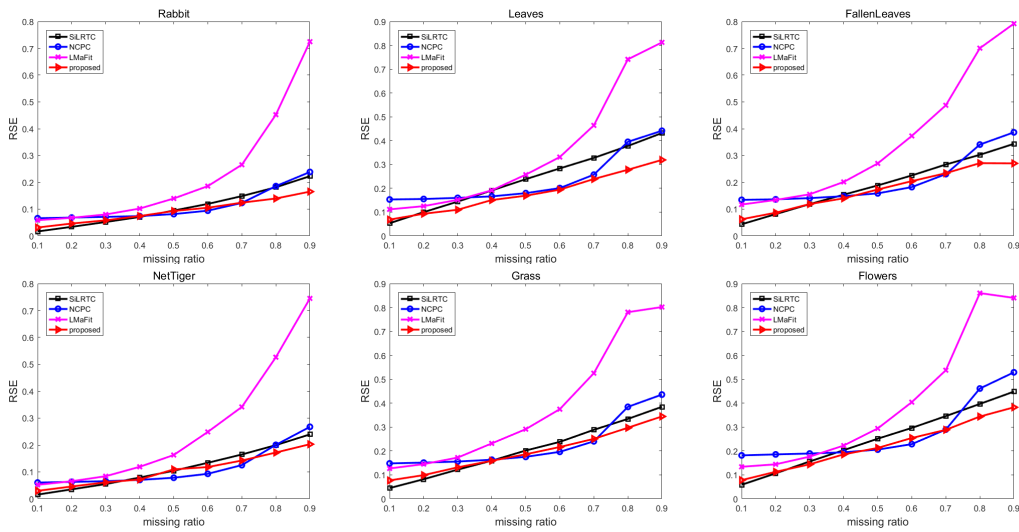 Rabbit
0.8
0.7
0.6
0.5
0.4
0.3
0.2
0.1
0
RSE
SiLRTC
NCPC
LMaFit
proposed
0.1 0.2 0.3 0.4 0.5 0.6 0.7 0.8 0.9
missing ratio
Leaves
0.9
0.8
0.7
0.6
0.5
0.4
0.3
0.2
0.1
0
RSE
SiLRTC
NCPC
LMaFit
proposed
0.1 0.2 0.3 0.4 0.5 0.6 0.7 0.8 0.9
missing ratio
FallenLeaves
0.8
0.7
0.6
0.5
0.4
0.3
0.2
0.1
0
RSE
SiLRTC
NCPC
LMaFit
proposed
0.1 0.2 0.3 0.4 0.5 0.6 0.7 0.8 0.9
missing ratio
NetTiger
0.8
0.7
0.6
0.5
0.4
0.3
0.2
0.1
0
RSE
SiLRTC
NCPC
LMaFit
proposed
0.1 0.2 0.3 0.4 0.5 0.6 0.7 0.8 0.9
missing ratio
Grass
0.9
0.8
0.7
0.6
0.5
0.4
0.3
0.2
0.1
0
RSE
SiLRTC
NCPC
LMaFit
proposed
0.1 0.2 0.3 0.4 0.5 0.6 0.7 0.8 0.9
missing ratio
Flowers
0.9
0.8
0.7
0.6
0.5
0.4
0.3
0.2
0.1
0
RSE
SiLRTC
NCPC
LMaFit
proposed
0.1 0.2 0.3 0.4 0.5 0.6 0.7 0.8 0.9
missing ratio